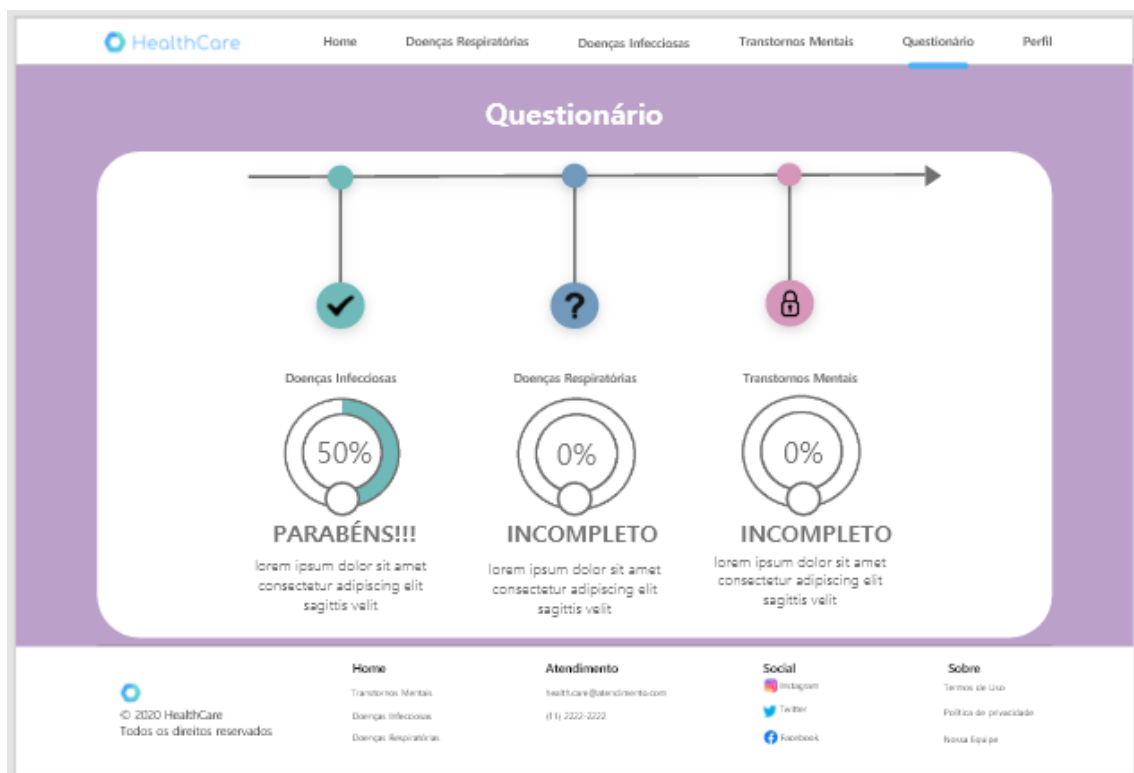 HealthCare
Home
Doenças Respiratórias
Doenças Infecciosas
Transtornos Mentais
Questionário
Perfil
Questionário
?
Doenças Infecciosas
50%
PARABÉNS!!!
lorem ipsum dolor sit amet
consectetur adipiscing elit
sagittis velit
Doenças Respiratórias
0%
INCOMPLETO
lorem ipsum dolor sit amet
consectetur adipiscing elit
sagittis velit
Transtornos Mentais
0%
INCOMPLETO
lorem ipsum dolor sit amet
consectetur adipiscing elit
sagittis velit
© 2020 HealthCare
Todos os direitos reservados
Home
Transtornos Mentais
Doenças Infecciosas
Doenças Respiratórias
Atendimento
healthcare@atendimento.com
(11) 2222-2222
Social
Instagram
Twitter
Facebook
Sobre
Termos de Uso
Política de privacidade
Nossa Equipe